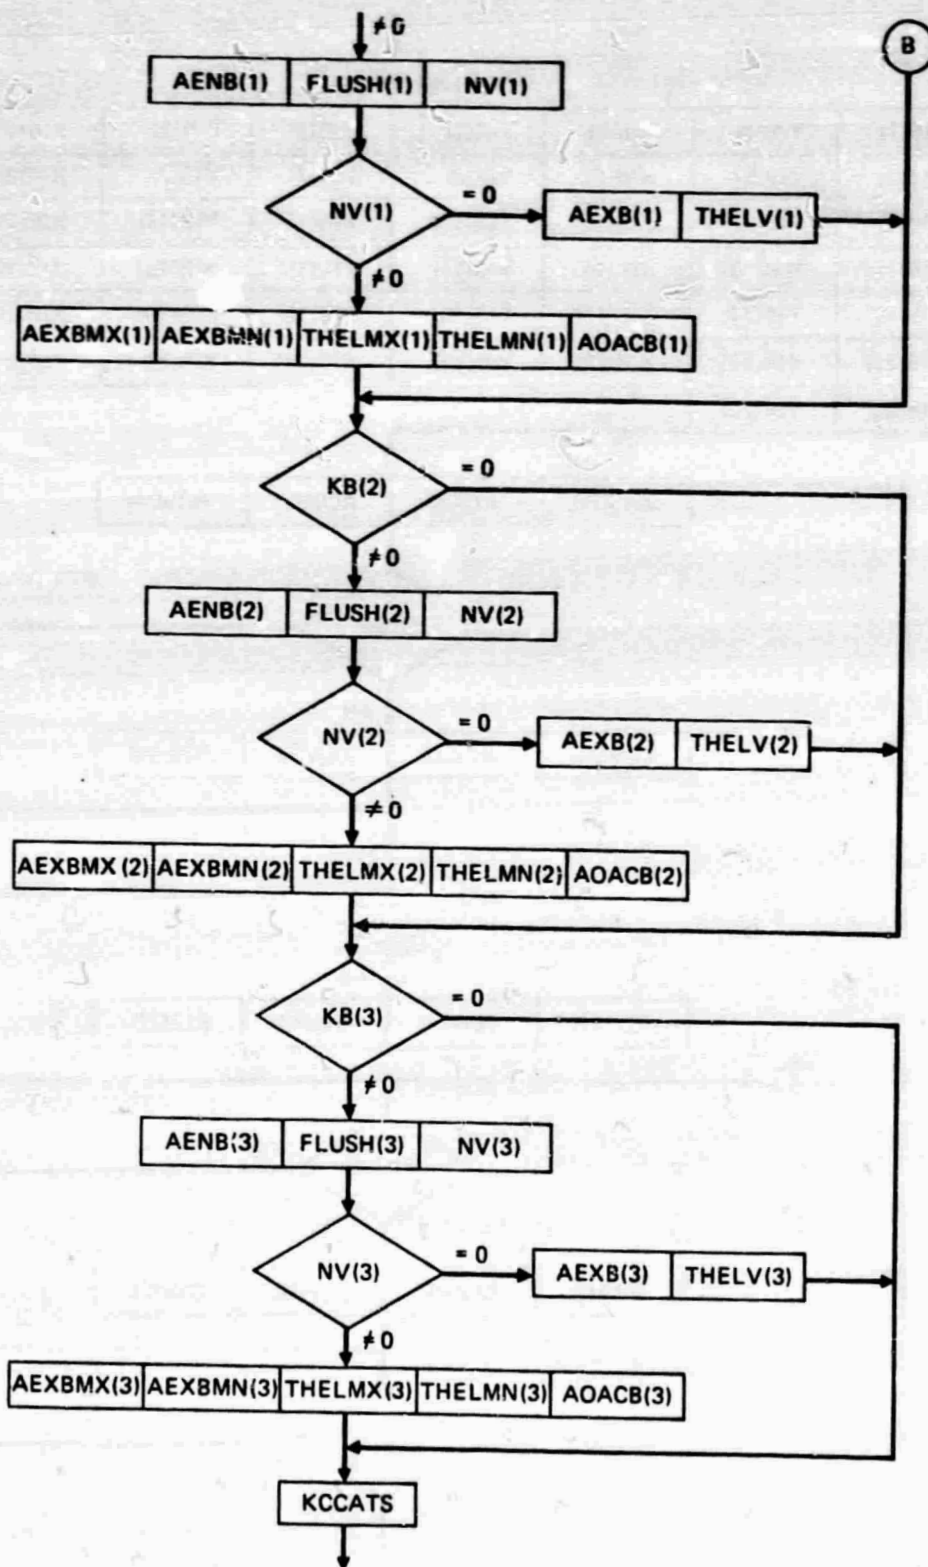 ≠ 0
B
AENB(1) FLUSH(1) NV(1)
NV(1)
= 0
AEXB(1) THELV(1)
≠ 0
AEXBMX(1) AEXBMN(1) THELMX(1) THELMN(1) AOACB(1)
KB(2)
= 0
≠ 0
AENB(2) FLUSH(2) NV(2)
NV(2)
= 0
AEXB(2) THELV(2)
≠ 0
AEXBMX(2) AEXBMN(2) THELMX(2) THELMN(2) AOACB(2)
KB(3)
= 0
≠ 0
AENB(3) FLUSH(3) NV(3)
NV(3)
= 0
AEXB(3) THELV(3)
≠ 0
AEXBMX(3) AEXBMN(3) THELMX(3) THELMN(3) AOACB(3)
KCCATS